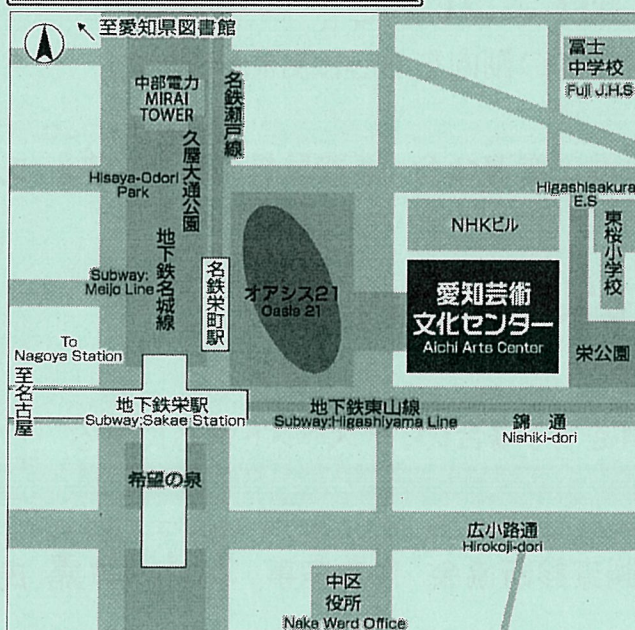 至愛知県図書館
富士
中学校
Fuji J.H.S
中部電力
MIRAI
TOWER
名鉄瀬戸線
久屋大通公園
Hisaya-Odori
Park
Higashisakura
E.S
東桜小学校
NHKビル
地下鉄名城線
Subway:
Meijo Line
名鉄栄町駅
オアシス21
Oasis 21
愛知芸術
文化センター
Aichi Arts Center
To
Nagoya Station
至名古屋
栄公園
地下鉄栄駅
Subway:Sakae Station
地下鉄東山線
Subway:Higashiyama Line
錦通
Nishiki-dori
希望の泉
広小路通
Hirokoji-dori
中区
役所
Naka Ward Office